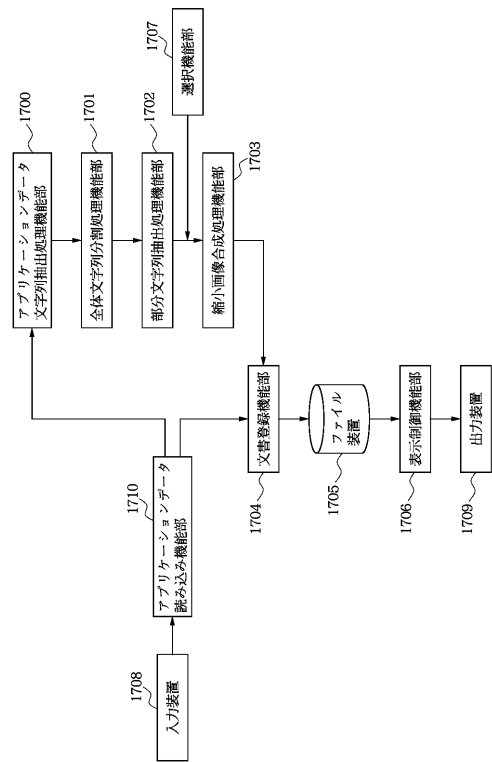 1708
入力装置
1710
アプリケーションデータ
読み込み機能部
1700
アプリケーションデータ
文字列抽出処理機能部
1701
全体文字列分割処理機能部
1702
部分文字列抽出処理機能部
1707
選択機能部
1703
縮小画像合成処理機能部
1704
文書登録機能部
1705
ファイル
装置
1706
表示制御機能部
1709
出力装置